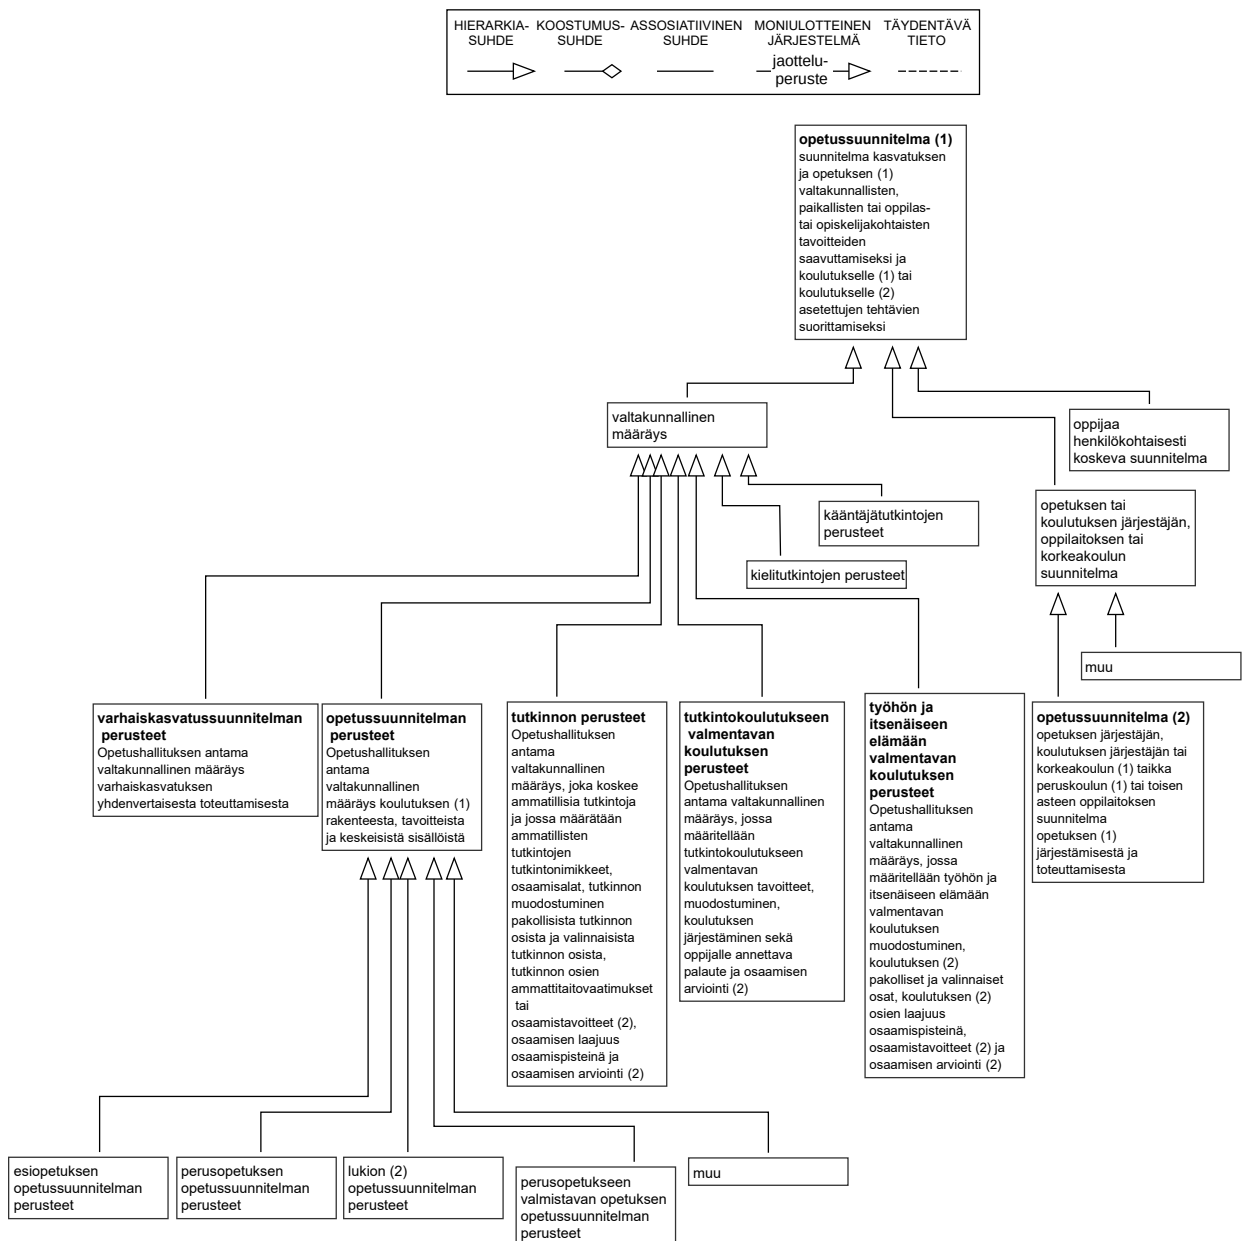 HIERARKIA-
SUHDE
KOOSTUMUS-
SUHDE
ASSOSIATIIVINEN
SUHDE
MONIULOTTEINEN
JÄRJESTELMÄ
TÄYDENTÄVÄ
TIETO
jaottelu-
peruste
opetussuunnitelma (1)
suunnitelma kasvatuksen
ja opetuksen (1)
valtakunnallisten,
paikallisten tai oppilas-
tai opiskelijakohtaisten
tavoitteiden
saavuttamiseksi ja
koulutukselle (1) tai
koulutukselle (2)
asetettujen tehtävien
suorittamiseksi
valtakunnallinen
määräys
oppijaa
henkilökohtaisesti
koskeva suunnitelma
kääntäjätutkintojen
perusteet
opetuksen tai
koulutuksen järjestäjän,
oppilaitoksen tai
korkeakoulun
suunnitelma
kielitutkintojen perusteet
muu
varhaiskasvatussuunnitelman
perusteet
Opetushallituksen antama
valtakunnallinen määräys
varhaiskasvatuksen
yhdenvertaisesta toteuttamisesta
opetussuunnitelman
perusteet
Opetushallituksen
antama
valtakunnallinen
määräys koulutuksen (1)
rakenteesta, tavoitteista
ja keskeisistä sisällöistä
tutkinnon perusteet
Opetushallituksen
antama
valtakunnallinen
määräys, joka koskee
ammatillisia tutkintoja
ja jossa määrätään
ammatillisten
tutkintojen
tutkintonimikkeet,
osaamisalat, tutkinnon
muodostuminen
pakollisista tutkinnon
osista ja valinnaisista
tutkinnon osista,
tutkinnon osien
ammattitaitovaatimukset
tai
osaamistavoitteet (2),
osaamisen laajuus
osaamispisteinä ja
osaamisen arviointi (2)
tutkintokoulutukseen
valmentavan
koulutuksen
perusteet
Opetushallituksen
antama valtakunnallinen
määräys, jossa
määritellään
tutkintokoulutukseen
valmentavan
koulutuksen tavoitteet,
muodostuminen,
koulutuksen
järjestäminen sekä
oppijalle annettava
palaute ja osaamisen
arviointi (2)
työhön ja
itsenäiseen
elämään
valmentavan
koulutuksen
perusteet
Opetushallituksen
antama
valtakunnallinen
määräys, jossa
määritellään työhön ja
itsenäiseen elämään
valmentavan
koulutuksen
muodostuminen,
koulutuksen (2)
pakolliset ja valinnaiset
osat, koulutuksen (2)
osien laajuus
osaamispisteinä,
osaamistavoitteet (2) ja
osaamisen arviointi (2)
opetussuunnitelma (2)
opetuksen järjestäjän,
koulutuksen järjestäjän tai
korkeakoulun (1) taikka
peruskoulun (1) tai toisen
asteen oppilaitoksen
suunnitelma
opetuksen (1)
järjestämisestä ja
toteuttamisesta
esiopetuksen
opetussuunnitelman
perusteet
perusopetuksen
opetussuunnitelman
perusteet
lukion (2)
opetussuunnitelman
perusteet
perusopetukseen
valmistavan opetuksen
opetussuunnitelman
perusteet
muu